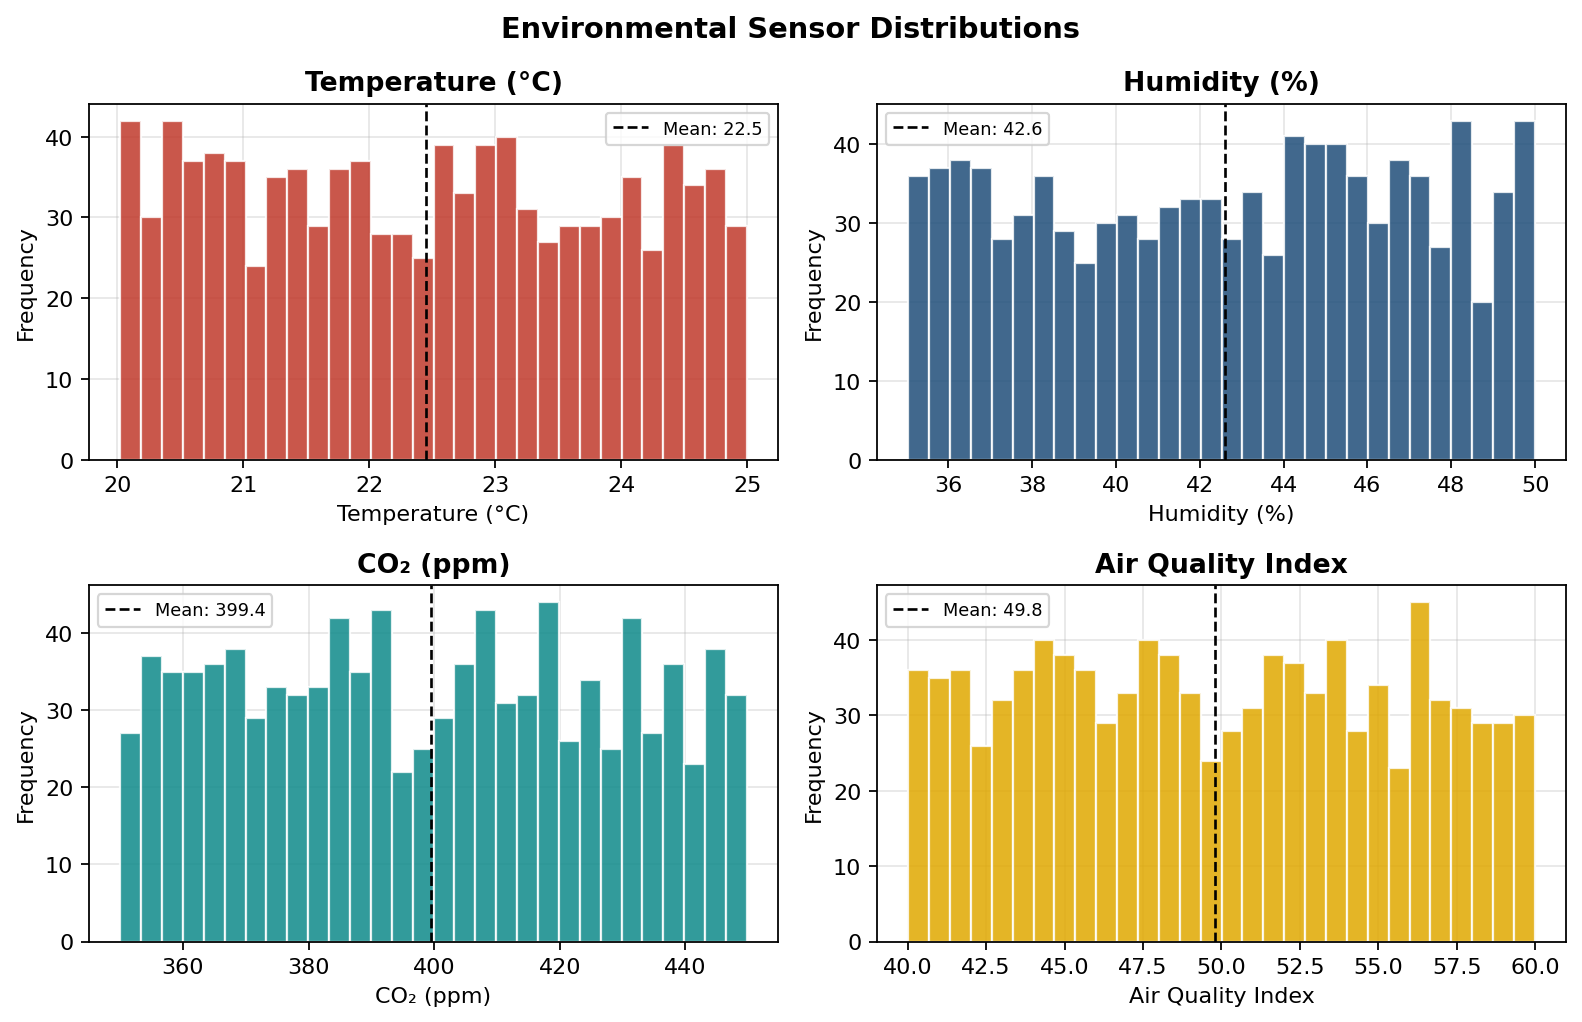 Environmental Sensor Distributions
Temperature (°C)
Mean: 22.5
Frequency
40
30
20
10
0
20 21 22 23 24 25
Temperature (°C)
Humidity (%)
Mean: 42.6
Frequency
40
30
20
10
0
36 38 40 42 44 46 48 50
Humidity (%)
CO₂ (ppm)
Mean: 399.4
Frequency
40
30
20
10
0
360 380 400 420 440
CO₂ (ppm)
Air Quality Index
Mean: 49.8
Frequency
40
30
20
10
0
40.0 42.5 45.0 47.5 50.0 52.5 55.0 57.5 60.0
Air Quality Index